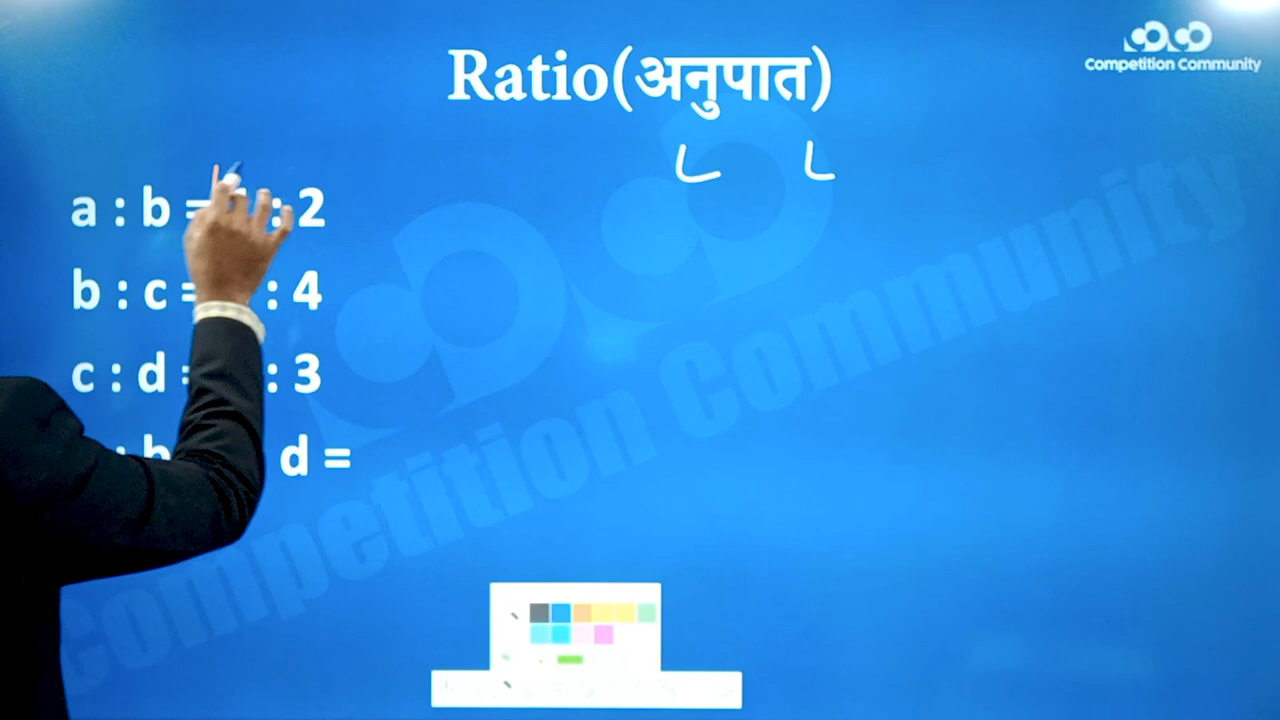 Competition Community
Ratio(अनुपात)
a : b = : 2
b : c = : 4
c : d = : 3
: b d =
Competition Community